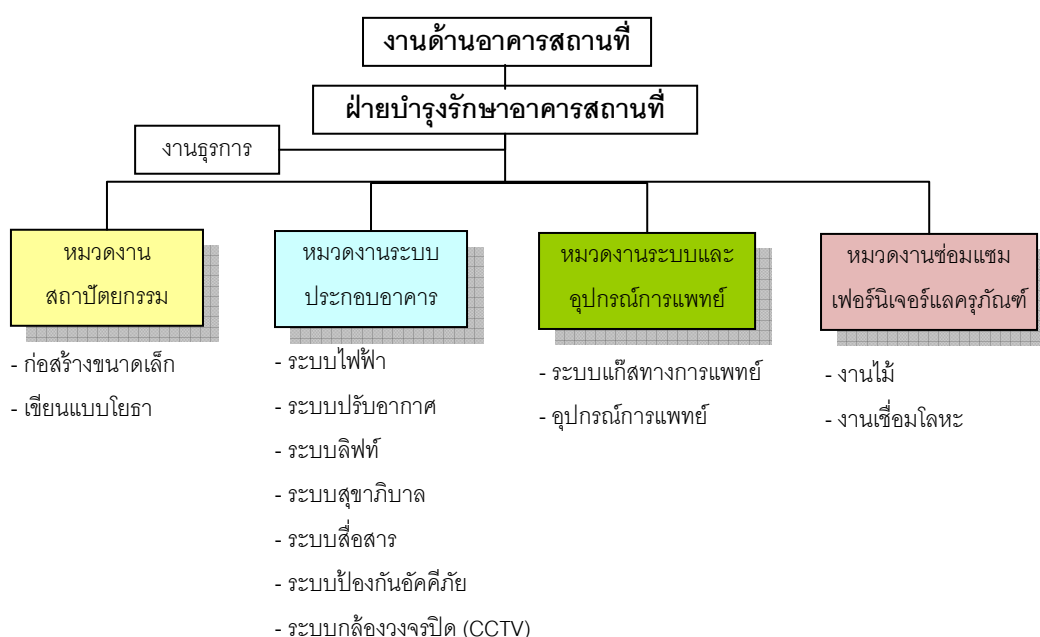 งานด้านอาคารสถานที่
ฝ่ายบำรุงรักษาอาคารสถานที่
งานธุรการ
หมวดงาน
สถาปัตยกรรม
- ก่อสร้างขนาดเล็ก
- เขียนแบบโยธา
หมวดงานระบบ
ประกอบอาคาร
- ระบบไฟฟ้า
- ระบบปรับอากาศ
- ระบบลิฟท์
- ระบบสุขาภิบาล
- ระบบสื่อสาร
- ระบบป้องกันอัคคีภัย
- ระบบกล้องวงจรปิด (CCTV)
หมวดงานระบบและ
อุปกรณ์การแพทย์
- ระบบแก๊สทางการแพทย์
- อุปกรณ์การแพทย์
หมวดงานซ่อมแซม
เฟอร์นิเจอร์แลครุภัณฑ์
- งานไม้
- งานเชื่อมโลหะ